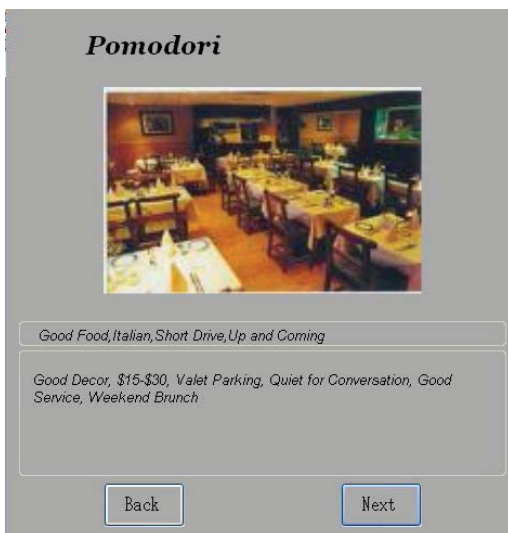 Pomodori
Good Food,Italian,Short Drive,Up and Coming
Good Decor, $15-$30, Valet Parking, Quiet for Conversation, Good
Service, Weekend Brunch
Back
Next